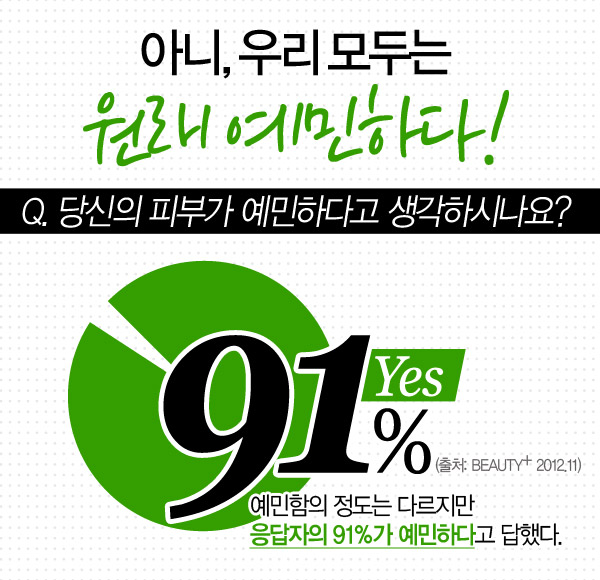 아니, 우리 모두는
원래 예민하다!
Q. 당신의 피부가 예민하다고 생각하시나요?
91% Yes
(출처: BEAUTY+ 2012.11)
예민함의 정도는 다르지만
응답자의 91%가 예민하다고 답했다.